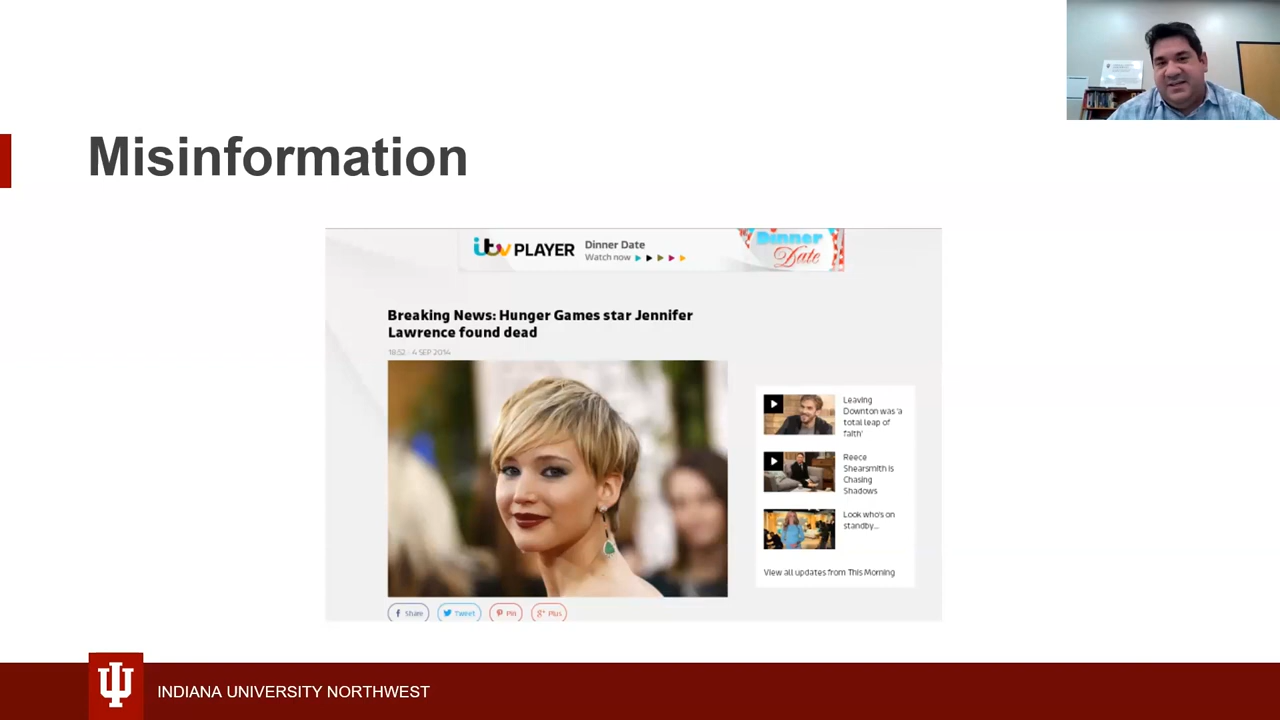 Misinformation
itv PLAYER
Dinner Date
Watch now
Dinner
Date
Breaking News: Hunger Games star Jennifer
Lawrence found dead
18:52 : 4 SEP 2014
Leaving
Downton was 'a
total leap of
faith'
Reece
Shearsmith is
Chasing
Shadows
Look who's on
standby...
View all updates from This Morning
Share
Tweet
Pin
Plus
INDIANA UNIVERSITY NORTHWEST